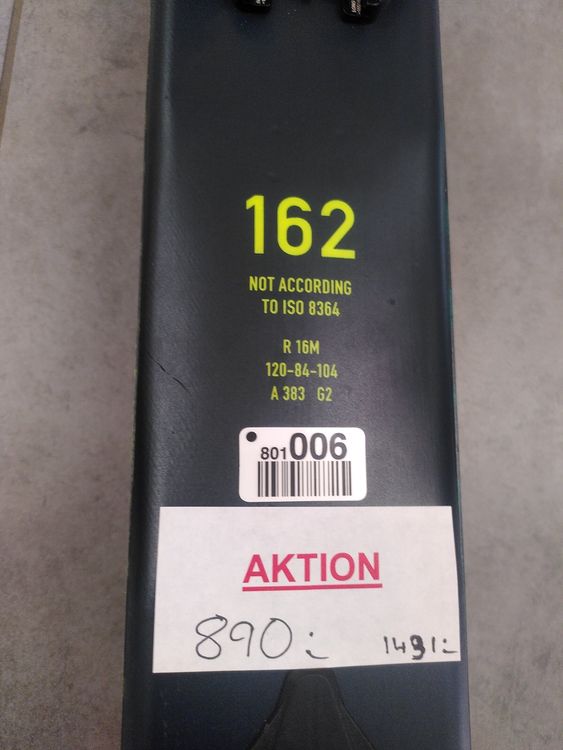 162
NOT ACCORDING
TO ISO 8364
R 16M
120-84-104
A 383 G2
801006
AKTION
890.- 1491.-